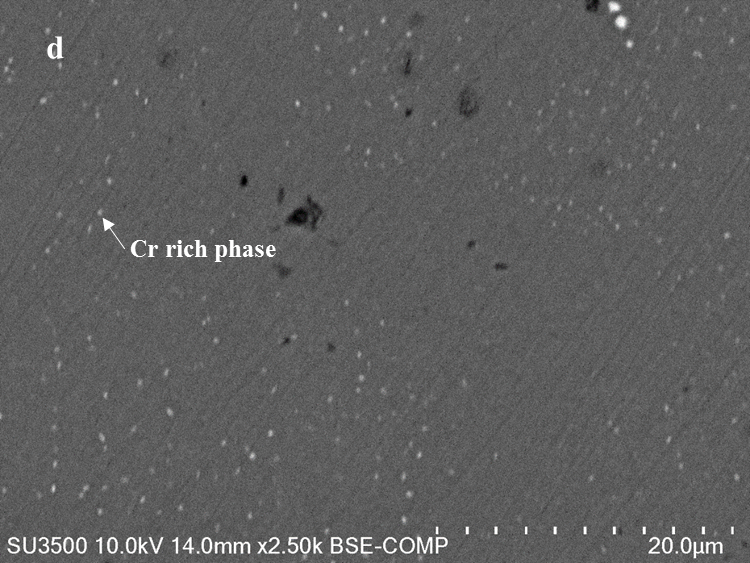 d
Cr rich phase
SU3500 10.0kV 14.0mm x2.50k BSE-COMP 20.0µm